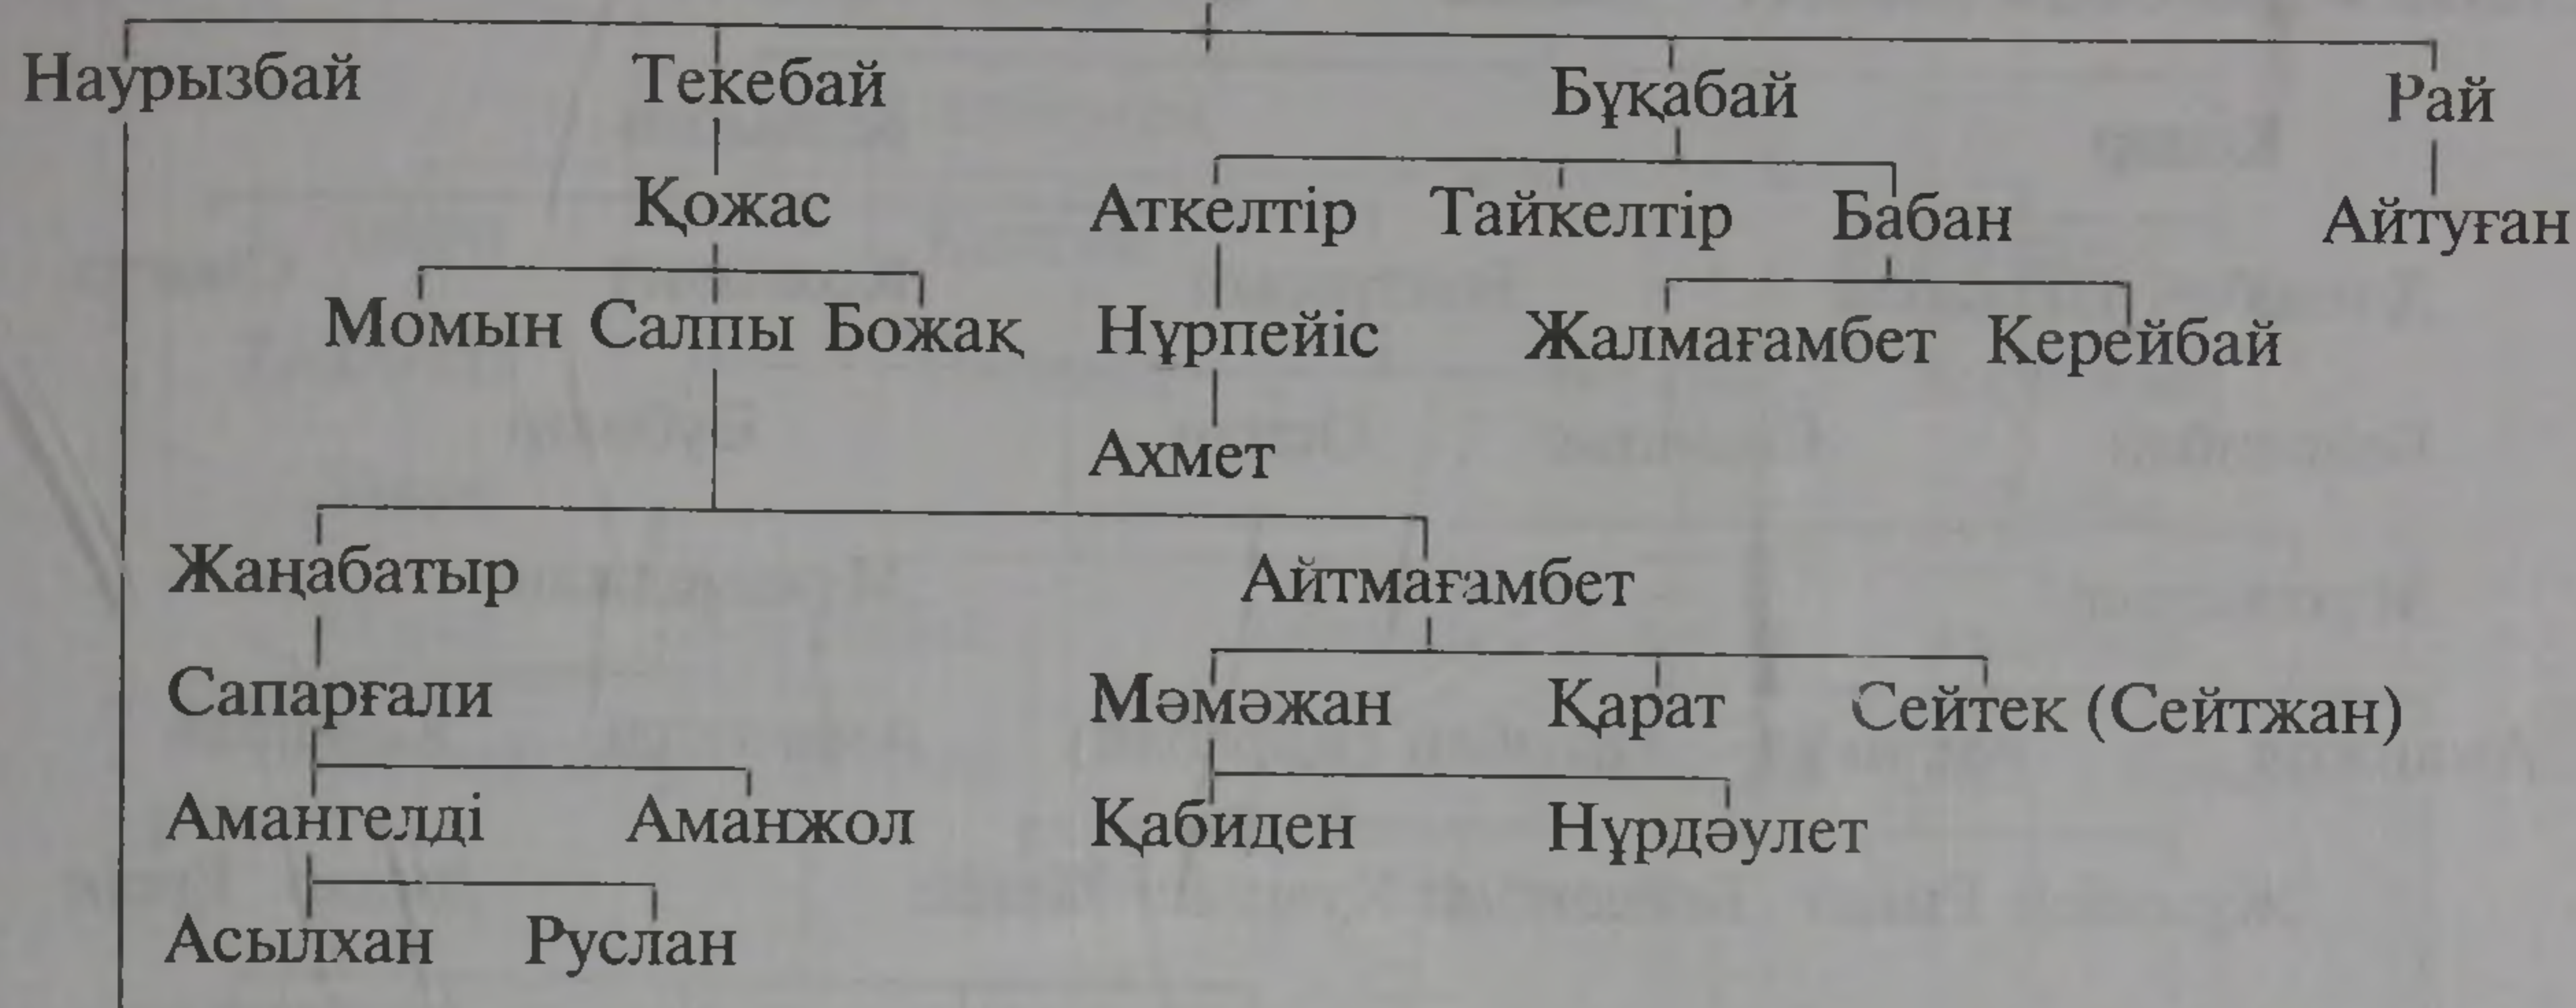 Наурызбай Текебай Бұқабай Рай
Қожас Аткелтір Тайкелтір Бабан Айтуған
Момын Салпы Божақ Нұрпейіс Жалмағамбет Керейбай
Ахмет
Жаңабатыр Айтмағамбет
Сапарғали Мәмәжан Қарат Сейтек (Сейтжан)
Амангелді Аманжол Қабиден Нұрдәулет
Асылхан Руслан